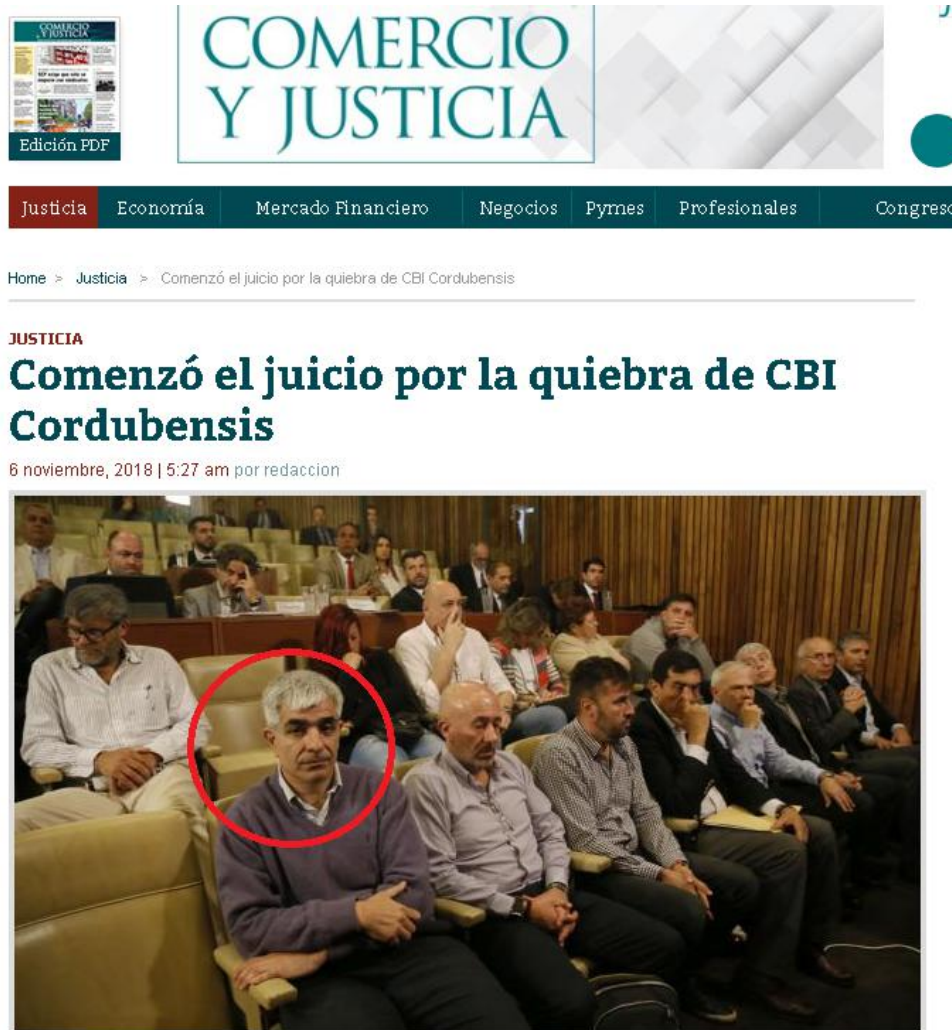 COMERCIO
Y JUSTICIA
COMERCIO
Y JUSTICIA
Edición PDF
Justicia Economía Mercado Financiero Negocios Pymes Profesionales
Home > Justicia > Comenzó el juicio por la quiebra de CBI Cordubensis
JUSTICIA
Comenzó el juicio por la quiebra de CBI
Cordubensis
6 noviembre, 2018 | 5:27 am por redaccion